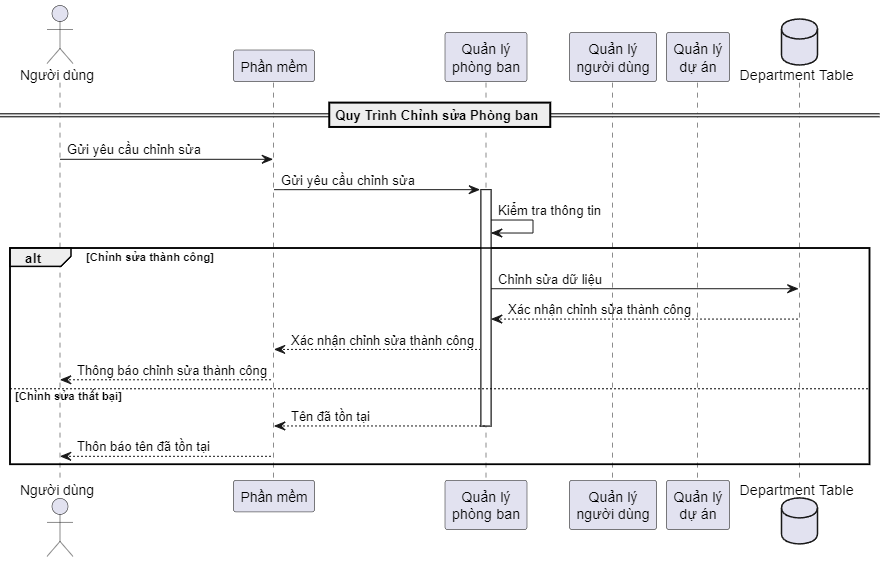 Người dùng
Phần mềm
Quản lý
phòng ban
Quản lý
người dùng
Quản lý
dự án
Department Table
Quy Trình Chỉnh sửa Phòng ban
Gửi yêu cầu chỉnh sửa
Gửi yêu cầu chỉnh sửa
Kiểm tra thông tin
alt
[Chỉnh sửa thành công]
Chỉnh sửa dữ liệu
Xác nhận chỉnh sửa thành công
Xác nhận chỉnh sửa thành công
Thông báo chỉnh sửa thành công
[Chỉnh sửa thất bại]
Tên đã tồn tại
Thôn báo tên đã tồn tại
Người dùng
Phần mềm
Quản lý
phòng ban
Quản lý
người dùng
Quản lý
dự án
Department Table